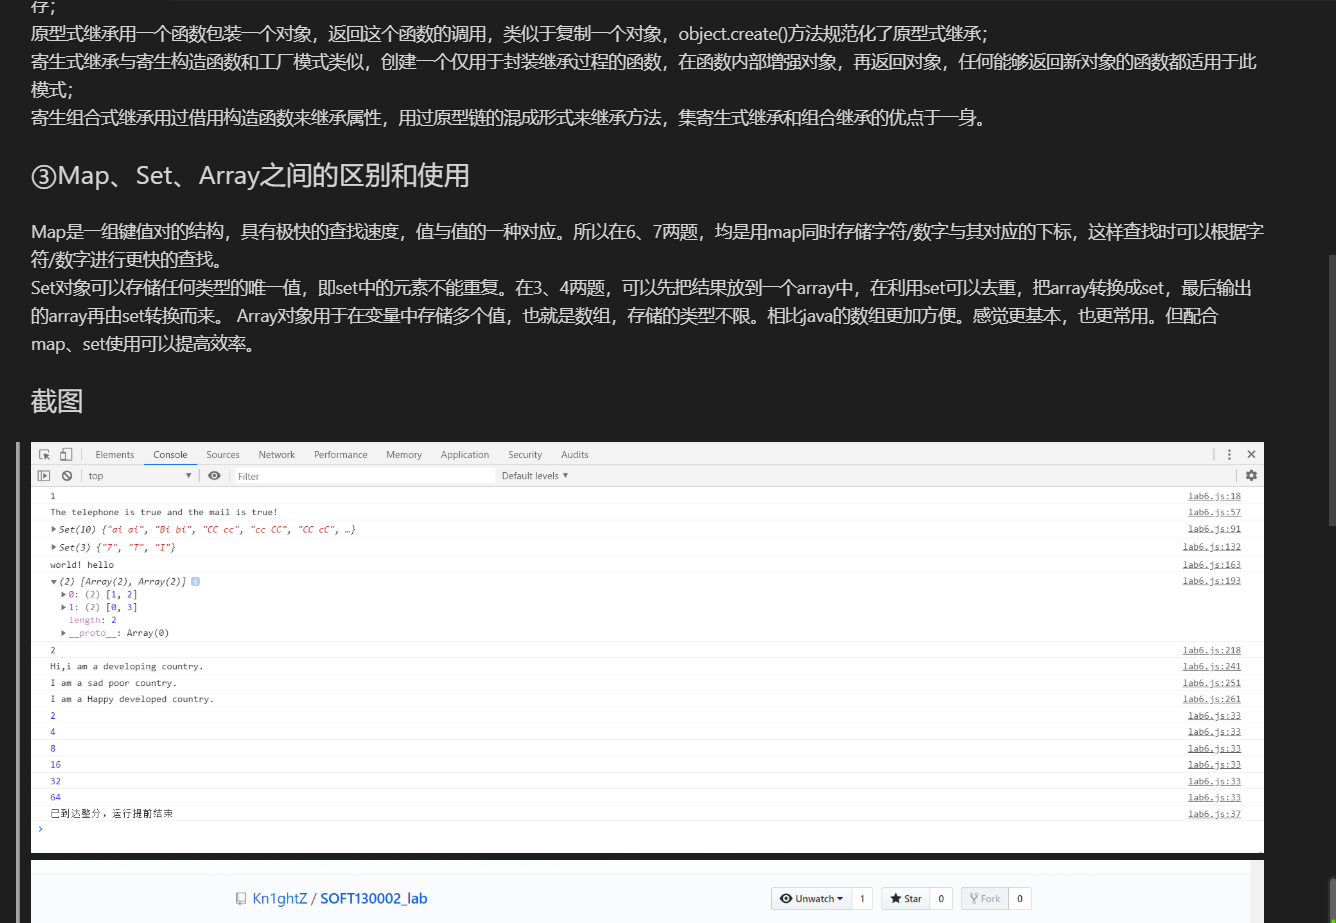 存；
原型式继承用一个函数包装一个对象，返回这个函数的调用，类似于复制一个对象，object.create()方法规范化了原型式继承；
寄生式继承与寄生构造函数和工厂模式类似，创建一个仅用于封装继承过程的函数，在函数内部增强对象，再返回对象，任何能够返回新对象的函数都适用于此
模式；
寄生组合式继承用过借用构造函数来继承属性，用过原型链的混成形式来继承方法，集寄生式继承和组合继承的优点于一身。
③Map、Set、Array之间的区别和使用
Map是一组键值对的结构，具有极快的查找速度，值与值的一种对应。所以在6、7两题，均是用map同时存储字符/数字与其对应的下标，这样查找时可以根据字
符/数字进行更快的查找。
Set对象可以存储任何类型的唯一值，即set中的元素不能重复。在3、4两题，可以先把结果放到一个array中，在利用set可以去重，把array转换成set，最后输出
的array再由set转换而来。 Array对象用于在变量中存储多个值，也就是数组，存储的类型不限。相比java的数组更加方便。感觉更基本，也更常用。但配合
map、set使用可以提高效率。
截图
Elements Console Sources Network Performance Memory Application Security Audits
top Filter Default levels
1 lab6.js:18
The telephone is true and the mail is true! lab6.js:57
Set(10) {"ai ai", "Bi bi", "CC cc", "cc CC", "CC cC", …} lab6.js:91
Set(3) {"7", "T", "I"} lab6.js:132
world! hello lab6.js:163
(2) [Array(2), Array(2)] lab6.js:193
0: (2) [1, 2]
1: (2) [0, 3]
length: 2
__proto__: Array(0)
2 lab6.js:218
Hi,i am a developing country. lab6.js:241
I am a sad poor country. lab6.js:251
I am a Happy developed country. lab6.js:261
2 lab6.js:33
4 lab6.js:33
8 lab6.js:33
16 lab6.js:33
32 lab6.js:33
64 lab6.js:33
已到达整分，运行提前结束 lab6.js:37
Kn1ghtZ / SOFT130002_lab Unwatch 1 Star 0 Fork 0